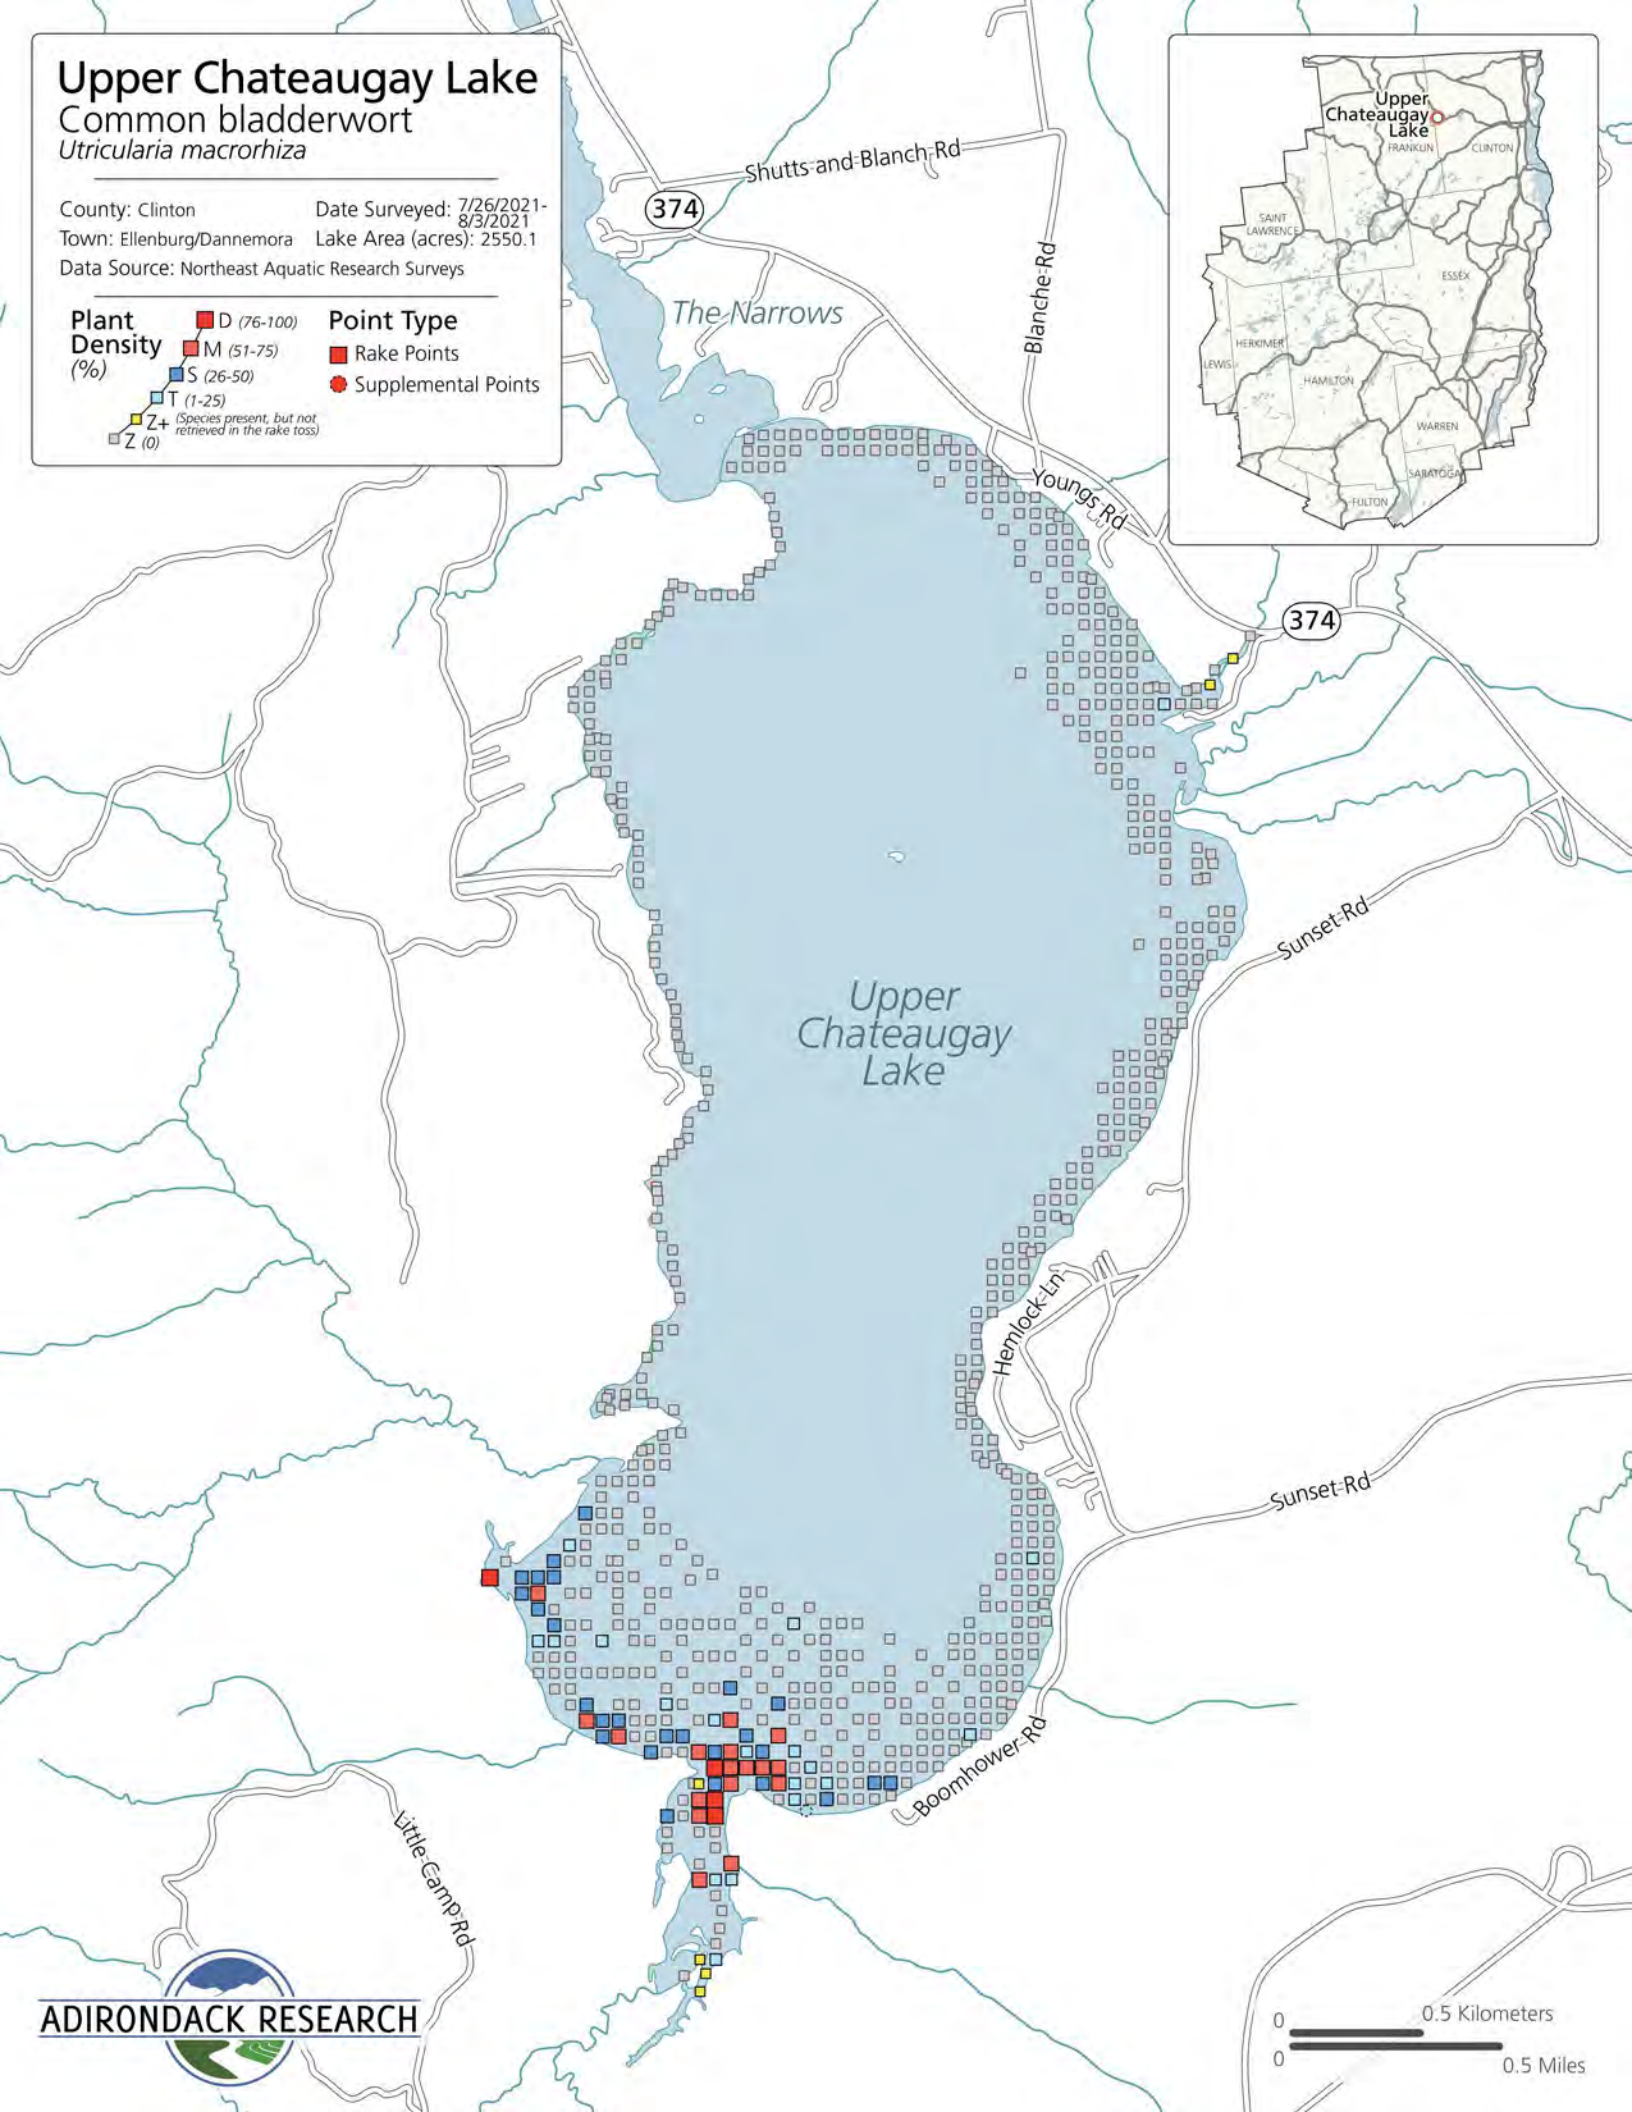 Upper Chateaugay Lake
Common bladderwort
Utricularia macrorhiza
County: Clinton
Date Surveyed: 7/26/2021-
8/3/2021
Town: Ellenburg/Dannemora
Lake Area (acres): 2550.1
Data Source: Northeast Aquatic Research Surveys
Plant
Density
(%)
D (76-100)
M (51-75)
S (26-50)
T (1-25)
Z+ (Species present, but not
retrieved in the rake toss)
Z (0)
Point Type
Rake Points
Supplemental Points
Upper
Chateaugay
Lake
FRANKLIN
CLINTON
SAINT
LAWRENCE
ESSEX
HERKIMER
LEWIS
HAMILTON
WARREN
SARATOGA
FULTON
Shutts-and-Blanch-Rd
374
Blanche-Rd
The Narrows
Youngs-Rd
374
Sunset-Rd
Upper
Chateaugay
Lake
Hemlock-Ln
Sunset-Rd
Boomhower-Rd
Little-Camp-Rd
ADIRONDACK RESEARCH
0 0.5 Kilometers
0 0.5 Miles